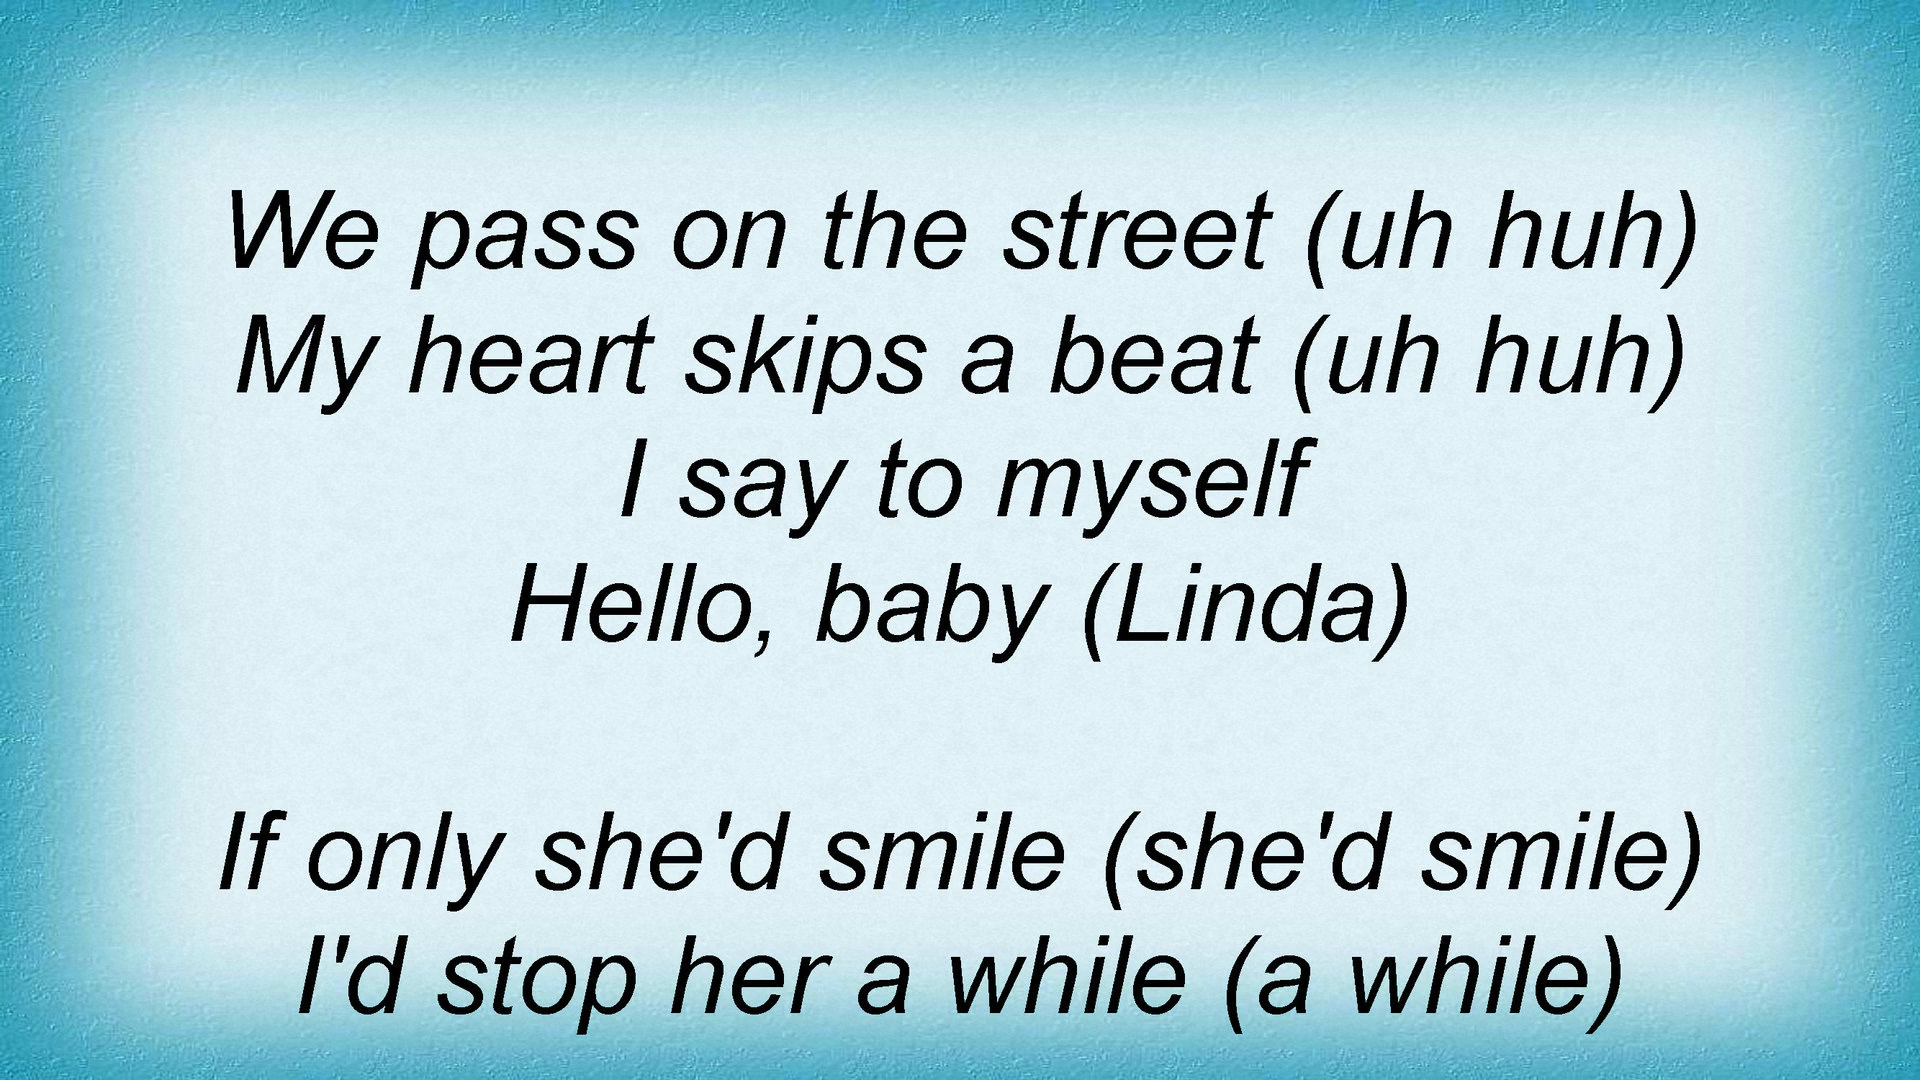 We pass on the street (uh huh)
My heart skips a beat (uh huh)
I say to myself
Hello, baby (Linda)
If only she'd smile (she'd smile)
I'd stop her a while (a while)